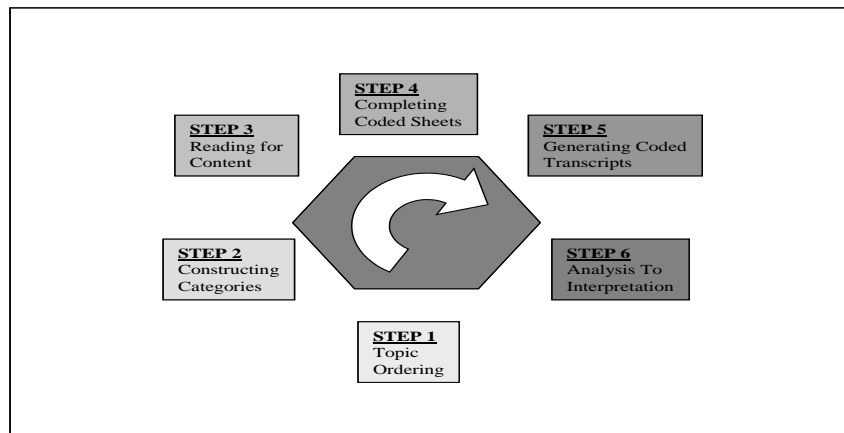 STEP 4
Completing
Coded Sheets
STEP 3
Reading for
Content
STEP 5
Generating Coded
Transcripts
STEP 2
Constructing
Categories
STEP 6
Analysis To
Interpretation
STEP 1
Topic
Ordering